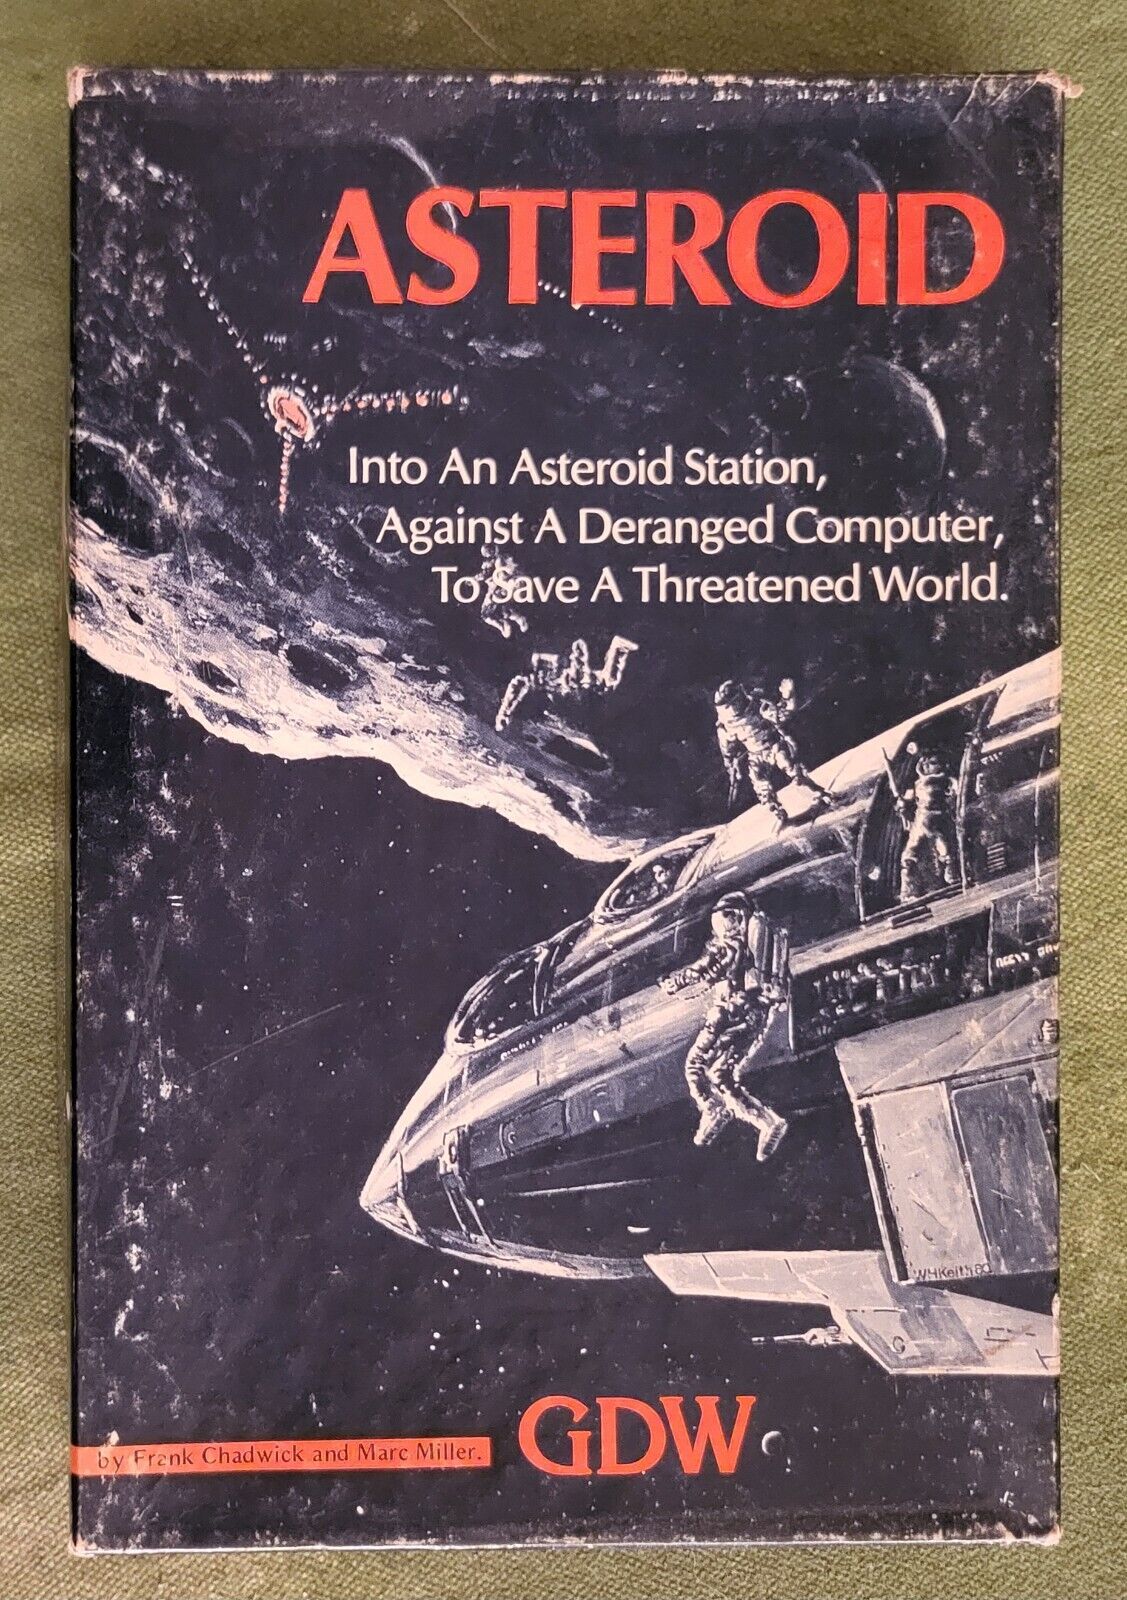 ASTEROID
Into An Asteroid Station,
Against A Deranged Computer,
To Save A Threatened World.
WHKeith80
by Frank Chadwick and Marc Miller.
GDW